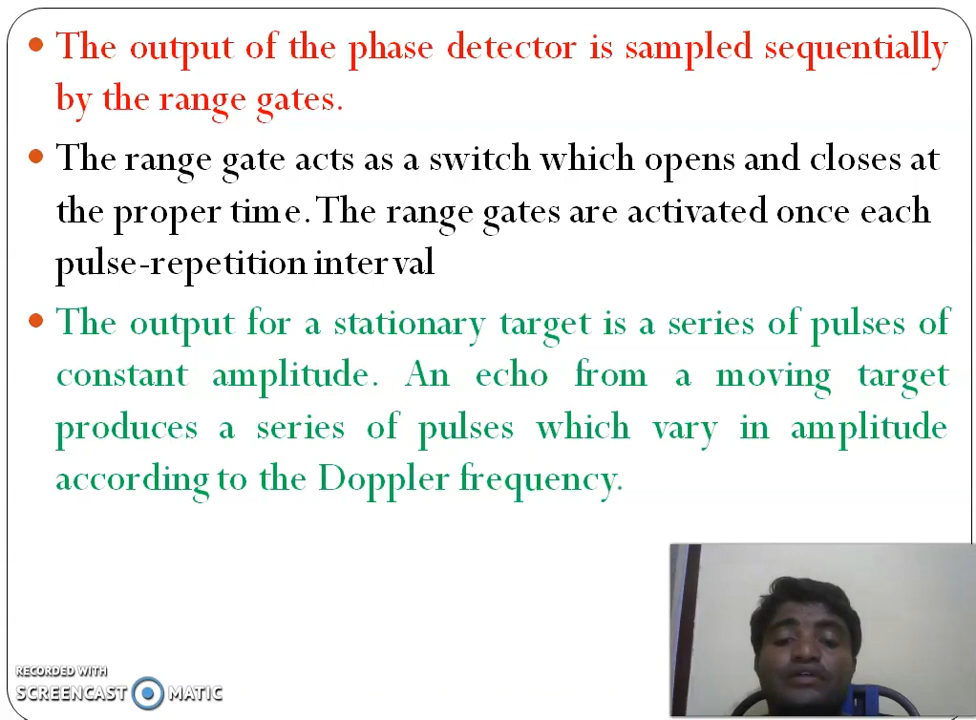 The output of the phase detector is sampled sequentially
by the range gates.
The range gate acts as a switch which opens and closes at
the proper time. The range gates are activated once each
pulse-repetition interval
The output for a stationary target is a series of pulses of
constant amplitude. An echo from a moving target
produces a series of pulses which vary in amplitude
according to the Doppler frequency.
RECORDED WITH
SCREENCAST MATIC